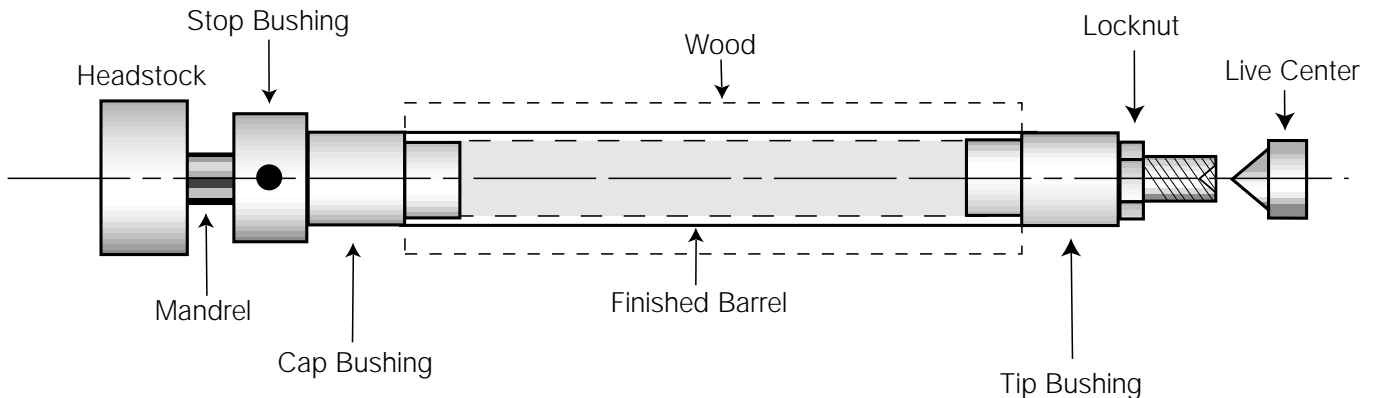 Stop Bushing
Wood
Locknut
Headstock
Live Center
Mandrel
Finished Barrel
Cap Bushing
Tip Bushing